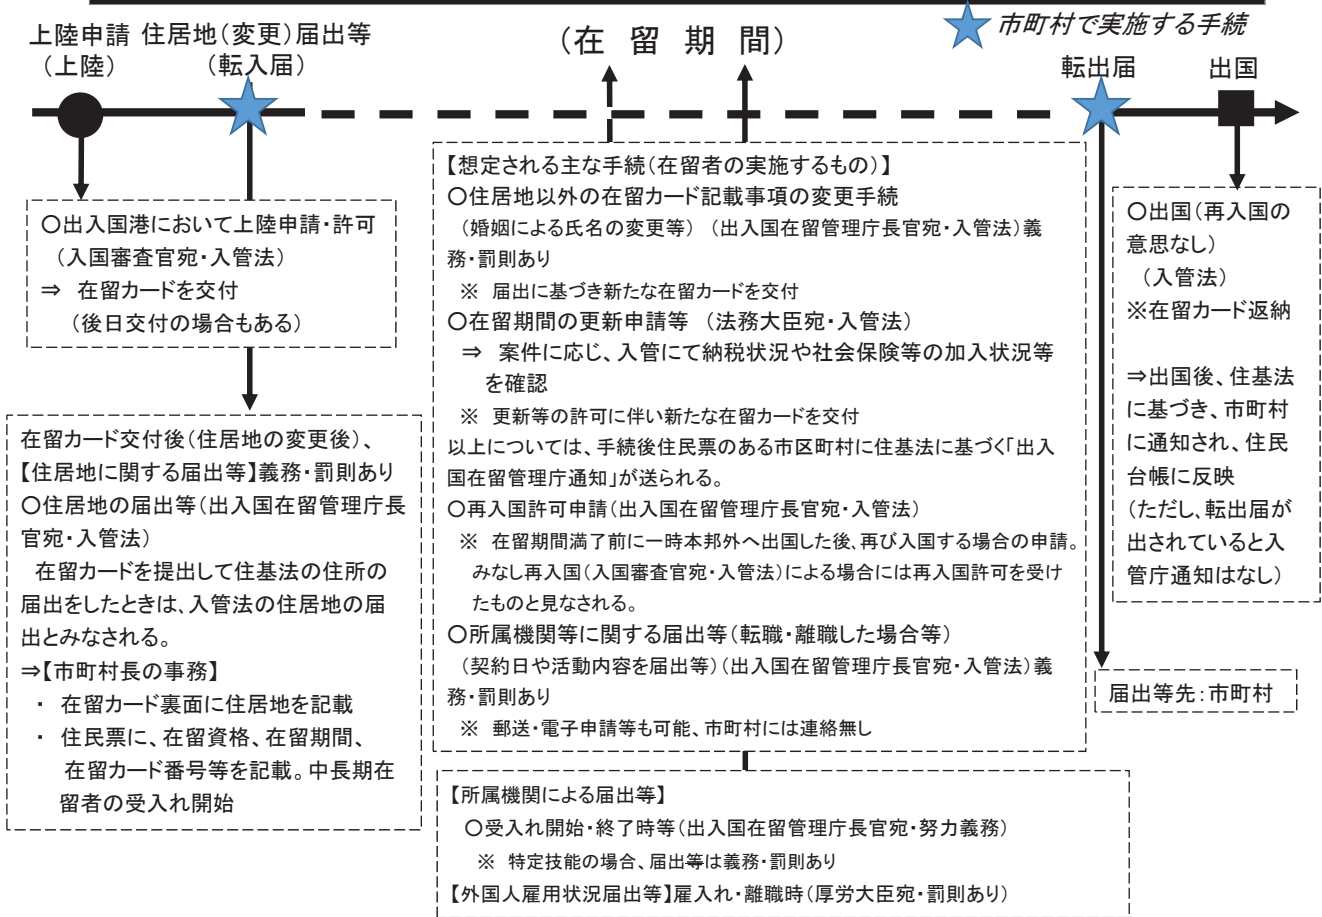 市町村で実施する手続
上陸申請
(上陸)
住居地(変更)届出等
(転入届)
(在 留 期 間)
転出届
出国
○出入国港において上陸申請・許可
(入国審査官宛・入管法)
⇒ 在留カードを交付
(後日交付の場合もある)
在留カード交付後(住居地の変更後)、
【住居地に関する届出等】義務・罰則あり
○住居地の届出等(出入国在留管理庁長
官宛・入管法)
在留カードを提出して住基法の住所の
届出をしたときは、入管法の住居地の届
出とみなされる。
⇒【市町村長の事務】
・ 在留カード裏面に住居地を記載
・ 住民票に、在留資格、在留期間、
在留カード番号等を記載。中長期在
留者の受入れ開始
【想定される主な手続(在留者の実施するもの)】
○住居地以外の在留カード記載事項の変更手続
(婚姻による氏名の変更等) (出入国在留管理庁長官宛・入管法)義
務・罰則あり
※ 届出に基づき新たな在留カードを交付
○在留期間の更新申請等 (法務大臣宛・入管法)
⇒ 案件に応じ、入管にて納税状況や社会保険等の加入状況等
を確認
※ 更新等の許可に伴い新たな在留カードを交付
以上については、手続後住民票のある市区町村に住基法に基づく「出入
国在留管理庁通知」が送られる。
○再入国許可申請(出入国在留管理庁長官宛・入管法)
※ 在留期間満了前に一時本邦外へ出国した後、再び入国する場合の申請。
みなし再入国(入国審査官宛・入管法)による場合には再入国許可を受け
たものと見なされる。
○所属機関等に関する届出等(転職・離職した場合等)
(契約日や活動内容を届出等)(出入国在留管理庁長官宛・入管法)義
務・罰則あり
※ 郵送・電子申請等も可能、市町村には連絡無し
【所属機関による届出等】
○受入れ開始・終了時等(出入国在留管理庁長官宛・努力義務)
※ 特定技能の場合、届出等は義務・罰則あり
【外国人雇用状況届出等】雇入れ・離職時(厚労大臣宛・罰則あり)
○出国(再入国の
意思なし)
(入管法)
※在留カード返納
⇒出国後、住基法
に基づき、市町村
に通知され、住民
台帳に反映
(ただし、転出届が
出されていると入
管庁通知はなし)
届出等先:市町村